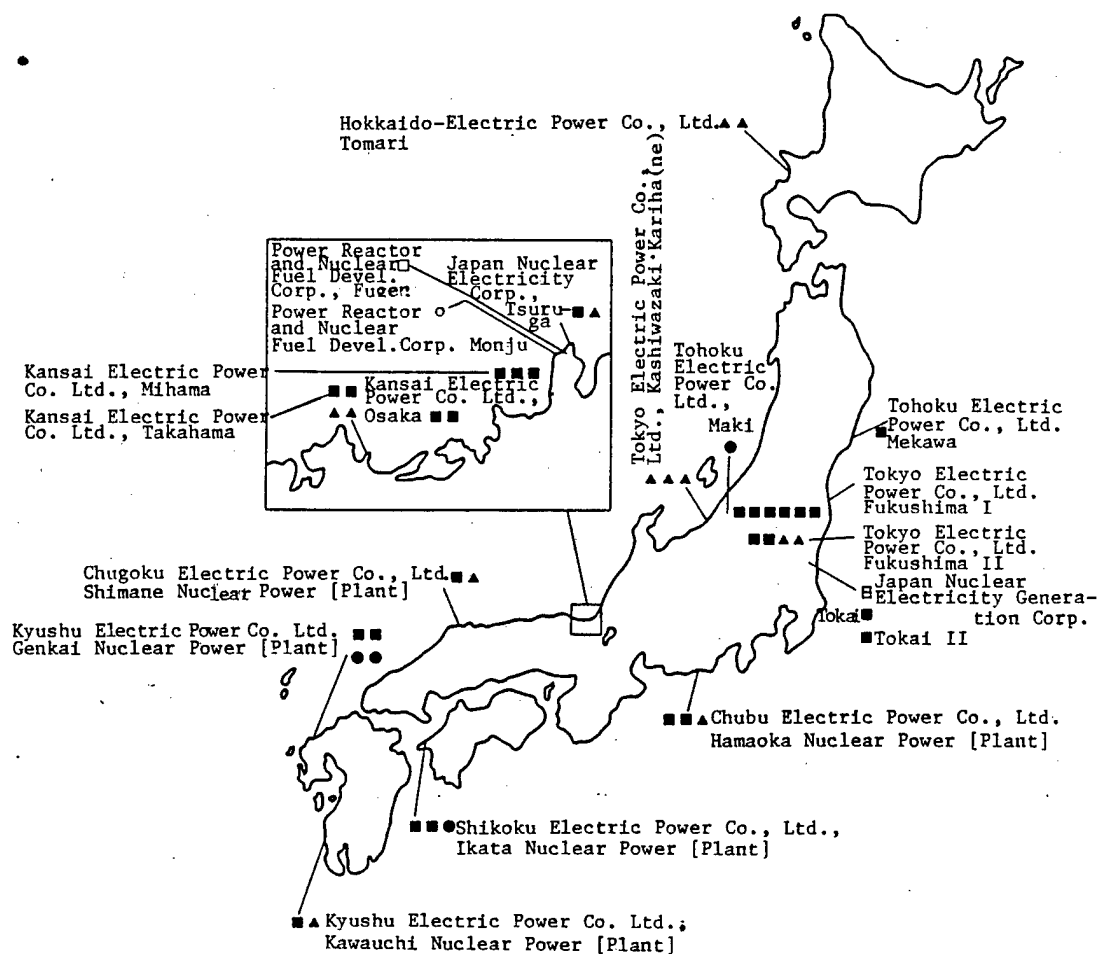 Hokkaido-Electric Power Co., Ltd.
Tomari
Tokyo Electric Power Co.,
Ltd., Kashiwazaki·Kariha(ne)
Power Reactor
and Nuclear
Fuel Devel.
Corp., Fugen
Japan Nuclear
Electricity
Corp.,
Tsuru-
ga
Power Reactor
and Nuclear
Fuel Devel.Corp. Monju
Kansai Electric Power
Co. Ltd., Mihama
Kansai Electric
Power Co. Ltd.,
Osaka
Kansai Electric Power
Co. Ltd., Takahama
Tohoku
Electric
Power Co.
Ltd.,
Maki
Tohoku Electric
Power Co., Ltd.
Mekawa
Tokyo Electric
Power Co., Ltd.
Fukushima I
Tokyo Electric
Power Co., Ltd.
Fukushima II
Japan Nuclear
Electricity Genera-
tion Corp.
Tokai
Tokai II
Chugoku Electric Power Co., Ltd.
Shimane Nuclear Power [Plant]
Kyushu Electric Power Co. Ltd.
Genkai Nuclear Power [Plant]
Chubu Electric Power Co., Ltd.
Hamaoka Nuclear Power [Plant]
Shikoku Electric Power Co., Ltd.,
Ikata Nuclear Power [Plant]
Kyushu Electric Power Co. Ltd.,
Kawauchi Nuclear Power [Plant]